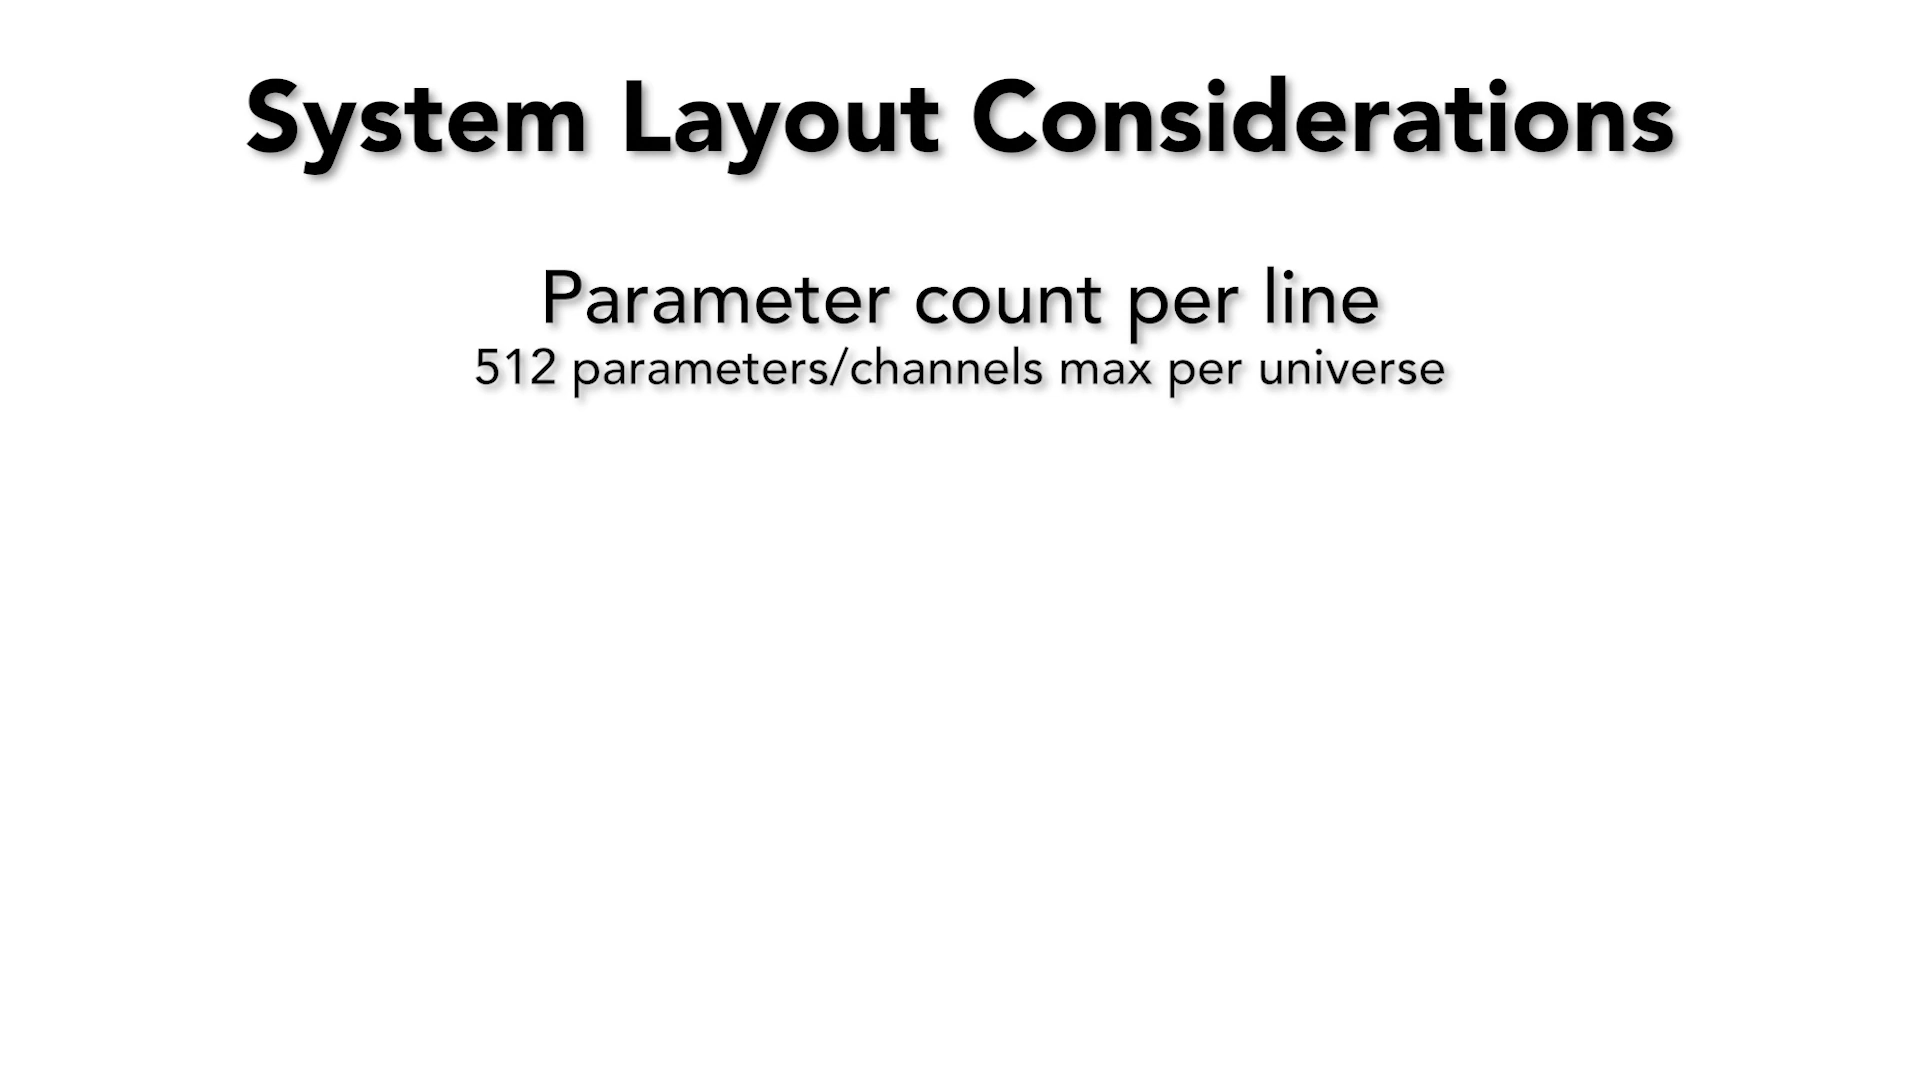 System Layout Considerations
Parameter count per line
512 parameters/channels max per universe